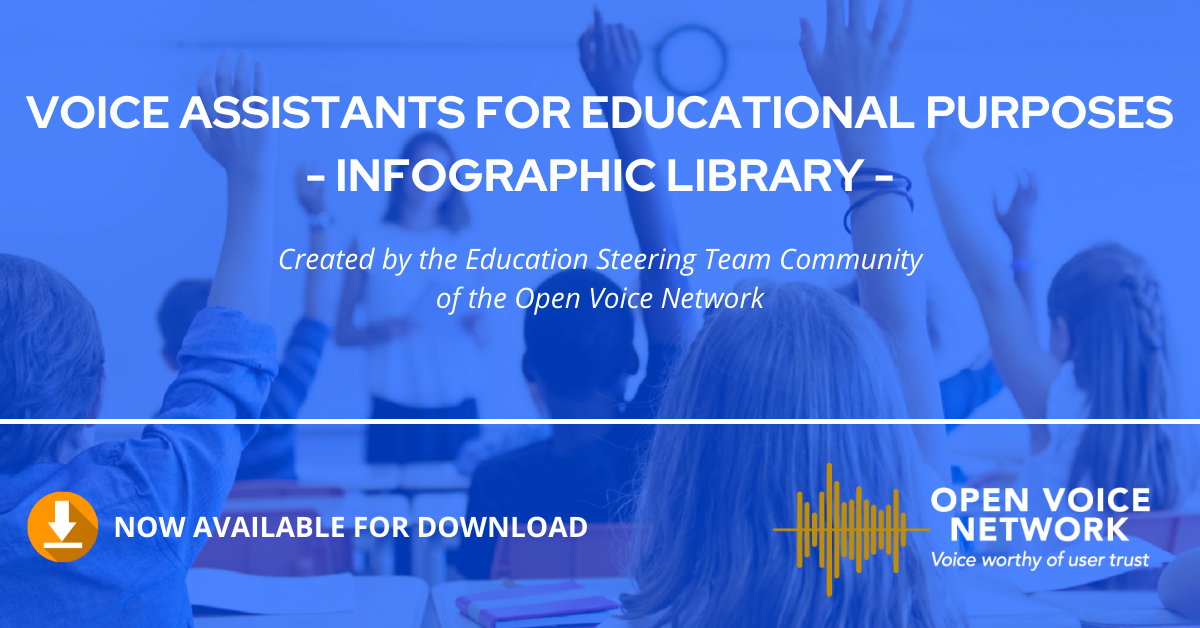 VOICE ASSISTANTS FOR EDUCATIONAL PURPOSES
- INFOGRAPHIC LIBRARY -
Created by the Education Steering Team Community
of the Open Voice Network
NOW AVAILABLE FOR DOWNLOAD
OPEN VOICE
NETWORK
Voice worthy of user trust